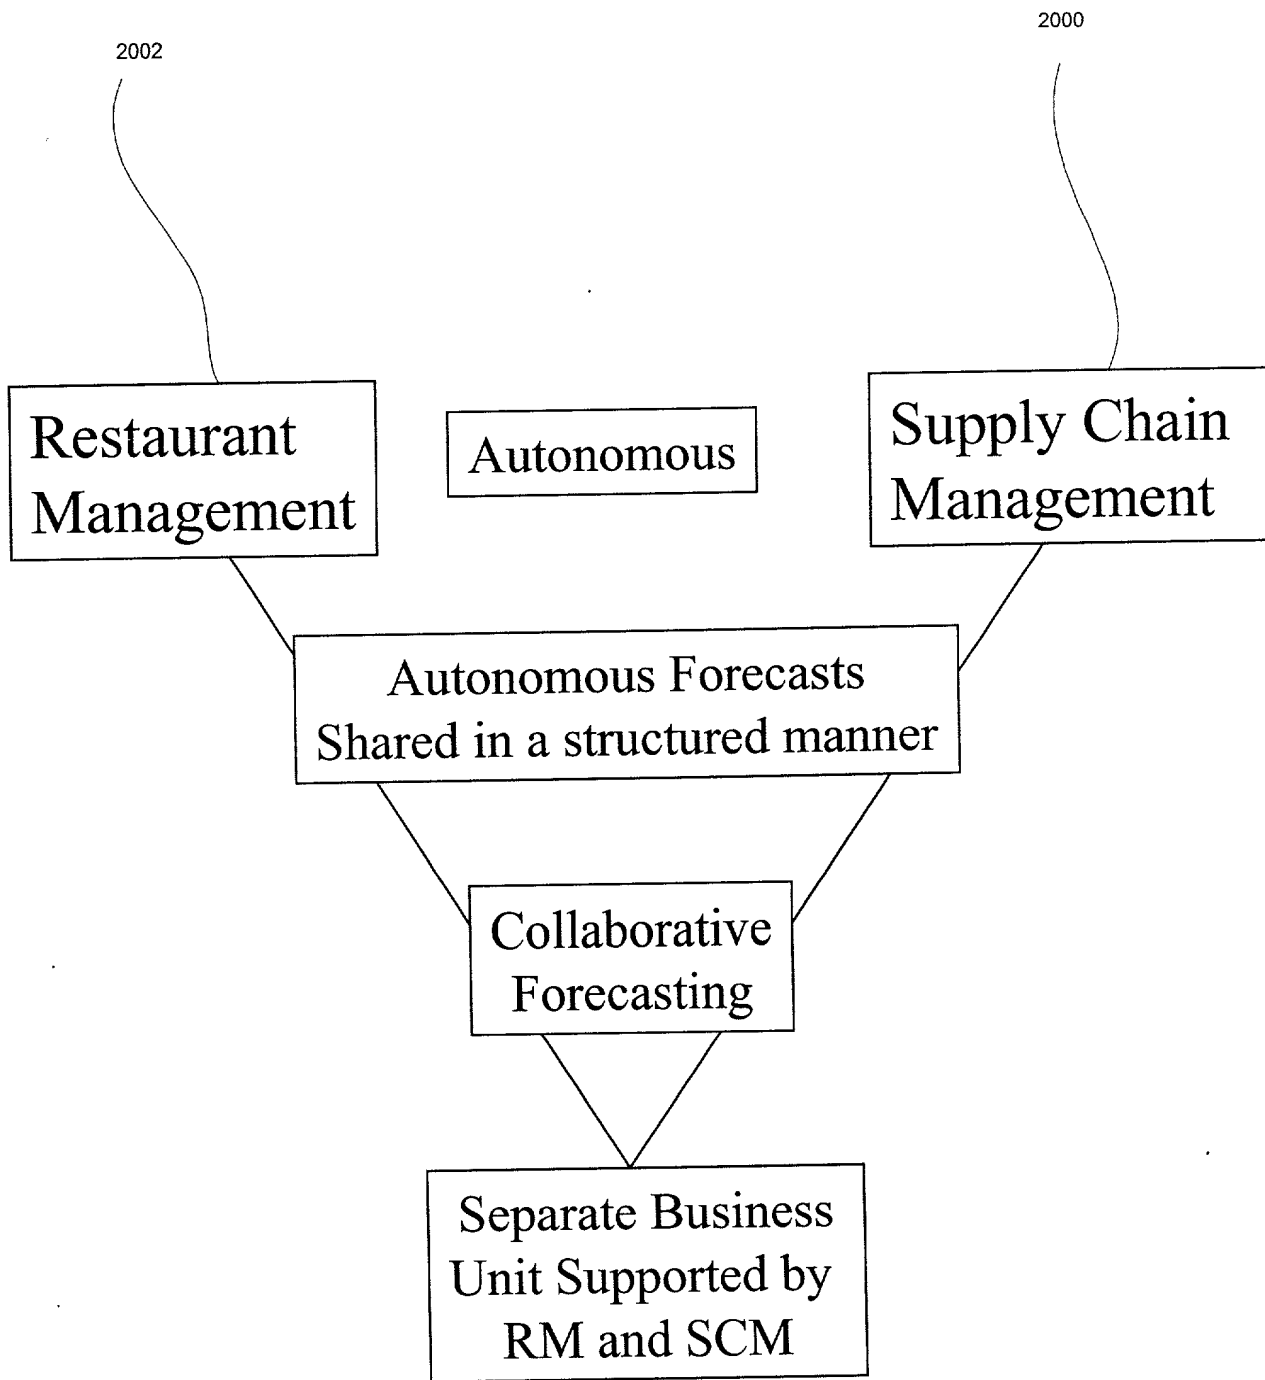 2002
2000
Restaurant
Management
Autonomous
Supply Chain
Management
Autonomous Forecasts
Shared in a structured manner
Collaborative
Forecasting
Separate Business
Unit Supported by
RM and SCM